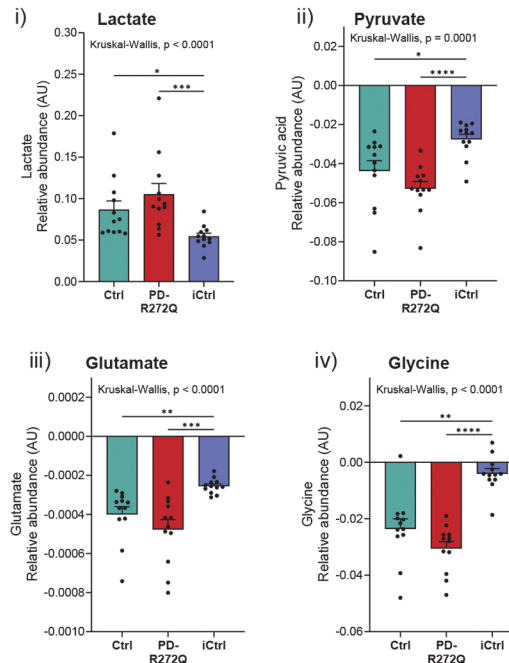 i)
Lactate
Kruskal-Wallis, p < 0.0001
*
***
Lactate
Relative abundance (AU)
0.30
0.25
0.20
0.15
0.10
0.05
0.00
Ctrl
PD-
R272Q
iCtrl
ii)
Pyruvate
Kruskal-Wallis, p = 0.0001
*
****
Pyruvic acid
Relative abundance (AU)
0.00
-0.02
-0.04
-0.06
-0.08
-0.10
Ctrl
PD-
R272Q
iCtrl
iii)
Glutamate
Kruskal-Wallis, p < 0.0001
**
***
Glutamate
Relative abundance (AU)
0.0002
0.0000
-0.0002
-0.0004
-0.0006
-0.0008
-0.0010
Ctrl
PD-
R272Q
iCtrl
iv)
Glycine
Kruskal-Wallis, p < 0.0001
**
****
Glycine
Relative abundance (AU)
0.02
0.00
-0.02
-0.04
-0.06
Ctrl
PD-
R272Q
iCtrl